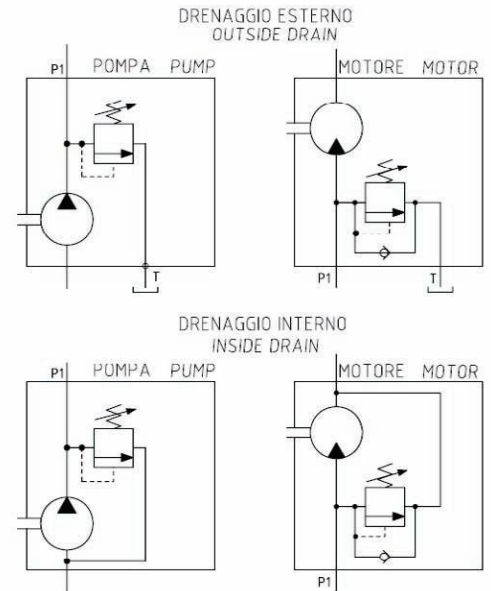 DRENAGGIO ESTERNO
OUTSIDE DRAIN
P1 POMPA PUMP
MOTORE MOTOR
T
P1 T
DRENAGGIO INTERNO
INSIDE DRAIN
P1 POMPA PUMP
MOTORE MOTOR
P1